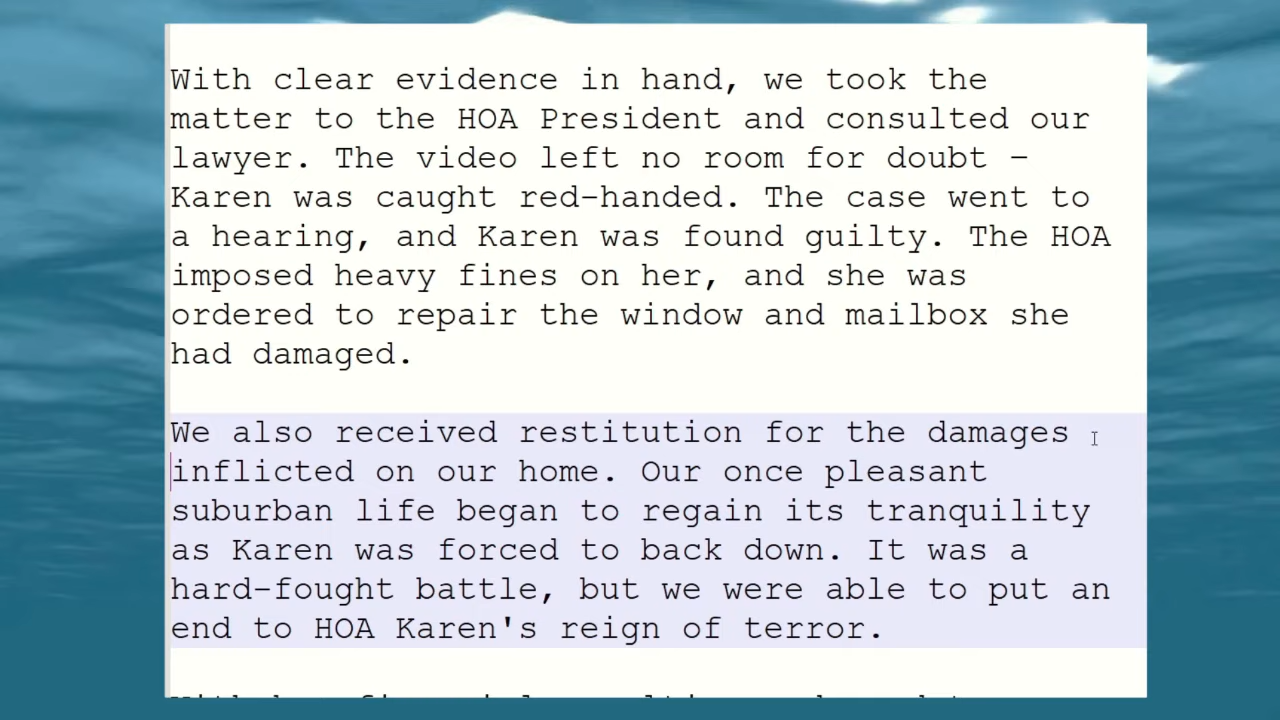 With clear evidence in hand, we took the
matter to the HOA President and consulted our
lawyer. The video left no room for doubt –
Karen was caught red-handed. The case went to
a hearing, and Karen was found guilty. The HOA
imposed heavy fines on her, and she was
ordered to repair the window and mailbox she
had damaged.
We also received restitution for the damages
inflicted on our home. Our once pleasant
suburban life began to regain its tranquility
as Karen was forced to back down. It was a
hard-fought battle, but we were able to put an
end to HOA Karen's reign of terror.